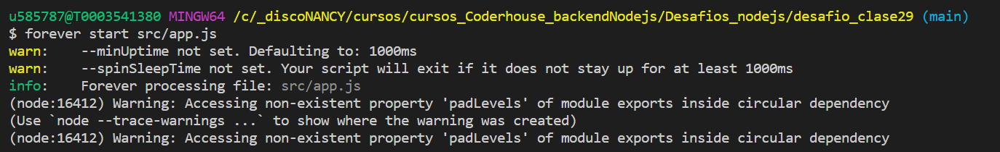 u585787@T0003541380 MINGW64 /c/_discoNANCY/cursos/cursos_Coderhouse_backendNodejs/Desafios_nodejs/desafio_clase29 (main)
$ forever start src/app.js
warn:    --minUptime not set. Defaulting to: 1000ms
warn:    --spinSleepTime not set. Your script will exit if it does not stay up for at least 1000ms
info:    Forever processing file: src/app.js
(node:16412) Warning: Accessing non-existent property 'padLevels' of module exports inside circular dependency
(Use `node --trace-warnings ...` to show where the warning was created)
(node:16412) Warning: Accessing non-existent property 'padLevels' of module exports inside circular dependency